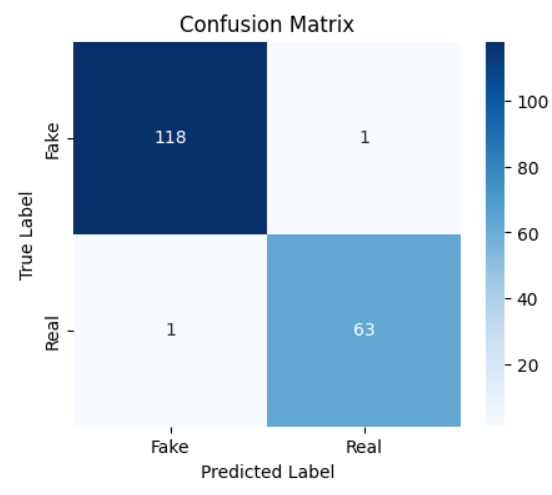 Confusion Matrix
Fake
118
1
100
80
60
40
20
True Label
Real
1
63
Fake
Real
Predicted Label